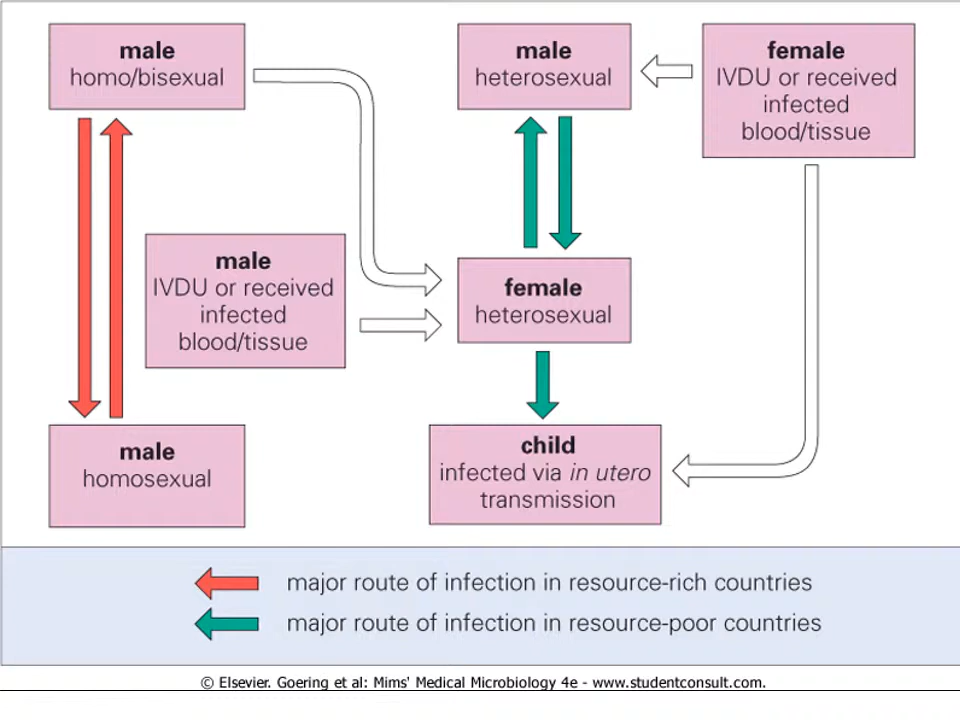 male
homo/bisexual
male
heterosexual
female
IVDU or received
infected
blood/tissue
male
IVDU or received
infected
blood/tissue
female
heterosexual
male
homosexual
child
infected via in utero
transmission
major route of infection in resource-rich countries
major route of infection in resource-poor countries
© Elsevier. Goering et al: Mims' Medical Microbiology 4e - www.studentconsult.com.